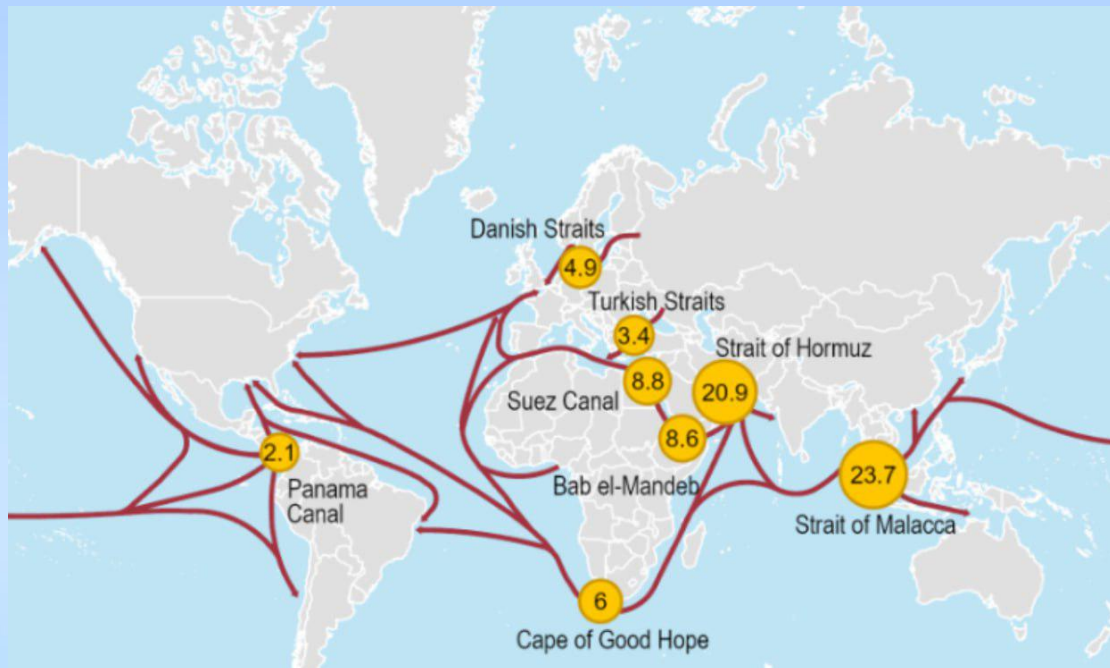 Danish Straits
4.9
Turkish Straits
3.4
Strait of Hormuz
20.9
8.8
Suez Canal
8.6
Bab el-Mandeb
2.1
Panama
Canal
23.7
Strait of Malacca
6
Cape of Good Hope